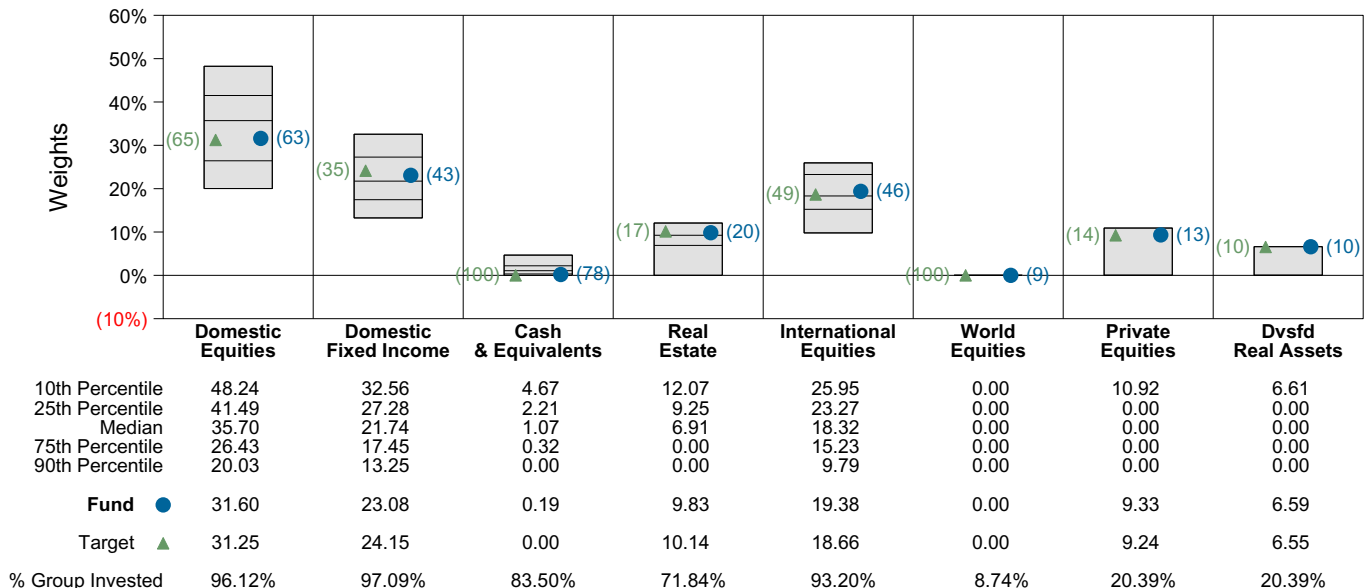 60%
50%
40%
30%
20%
10%
0%
(10%)
Weights
(65) (63)
(35) (43)
(100) (78)
(17) (20)
(49) (46)
(100) (9)
(14) (13)
(10) (10)
Domestic Equities
Domestic Fixed Income
Cash & Equivalents
Real Estate
International Equities
World Equities
Private Equities
Dvsfd Real Assets
10th Percentile 48.24 32.56 4.67 12.07 25.95 0.00 10.92 6.61
25th Percentile 41.49 27.28 2.21 9.25 23.27 0.00 0.00 0.00
Median 35.70 21.74 1.07 6.91 18.32 0.00 0.00 0.00
75th Percentile 26.43 17.45 0.32 0.00 15.23 0.00 0.00 0.00
90th Percentile 20.03 13.25 0.00 0.00 9.79 0.00 0.00 0.00
Fund 31.60 23.08 0.19 9.83 19.38 0.00 9.33 6.59
Target 31.25 24.15 0.00 10.14 18.66 0.00 9.24 6.55
% Group Invested 96.12% 97.09% 83.50% 71.84% 93.20% 8.74% 20.39% 20.39%